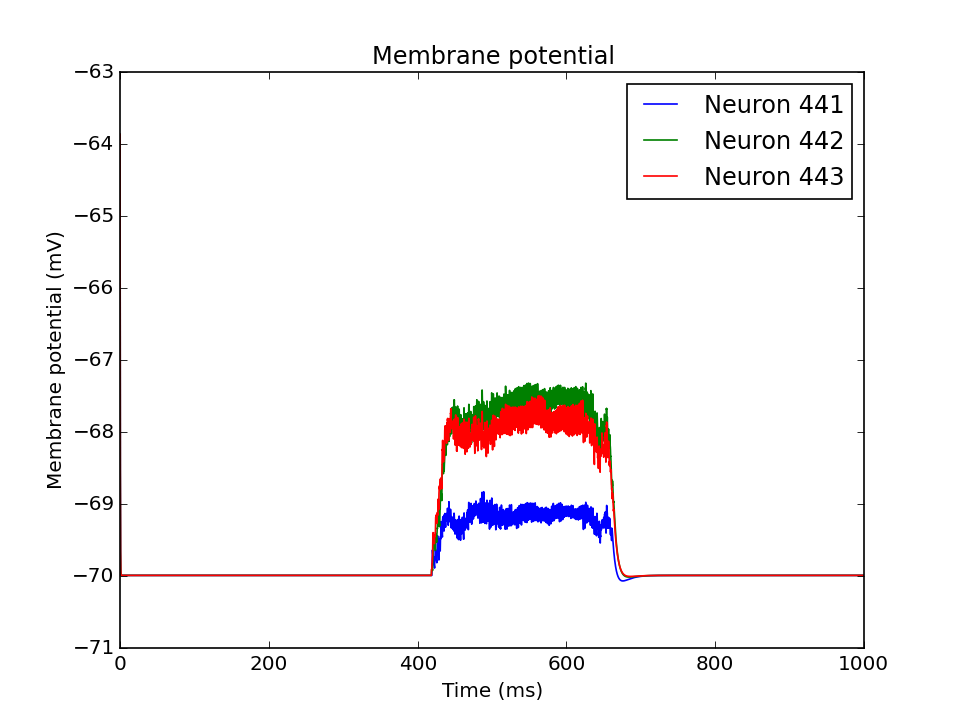 Membrane potential
−63
−64
−65
−66
−67
−68
−69
−70
−71
Membrane potential (mV)
Neuron 441
Neuron 442
Neuron 443
0 200 400 600 800 1000
Time (ms)